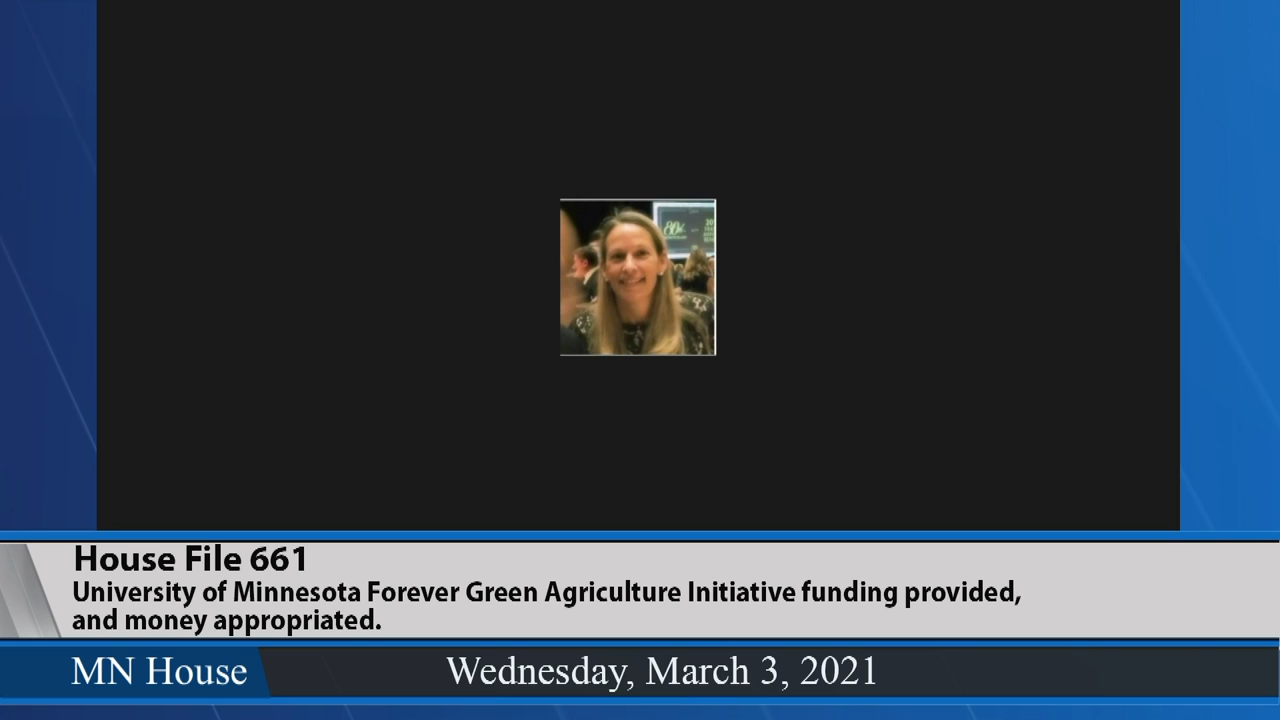 80%
House File 661
University of Minnesota Forever Green Agriculture Initiative funding provided,
and money appropriated.
MN House
Wednesday, March 3, 2021